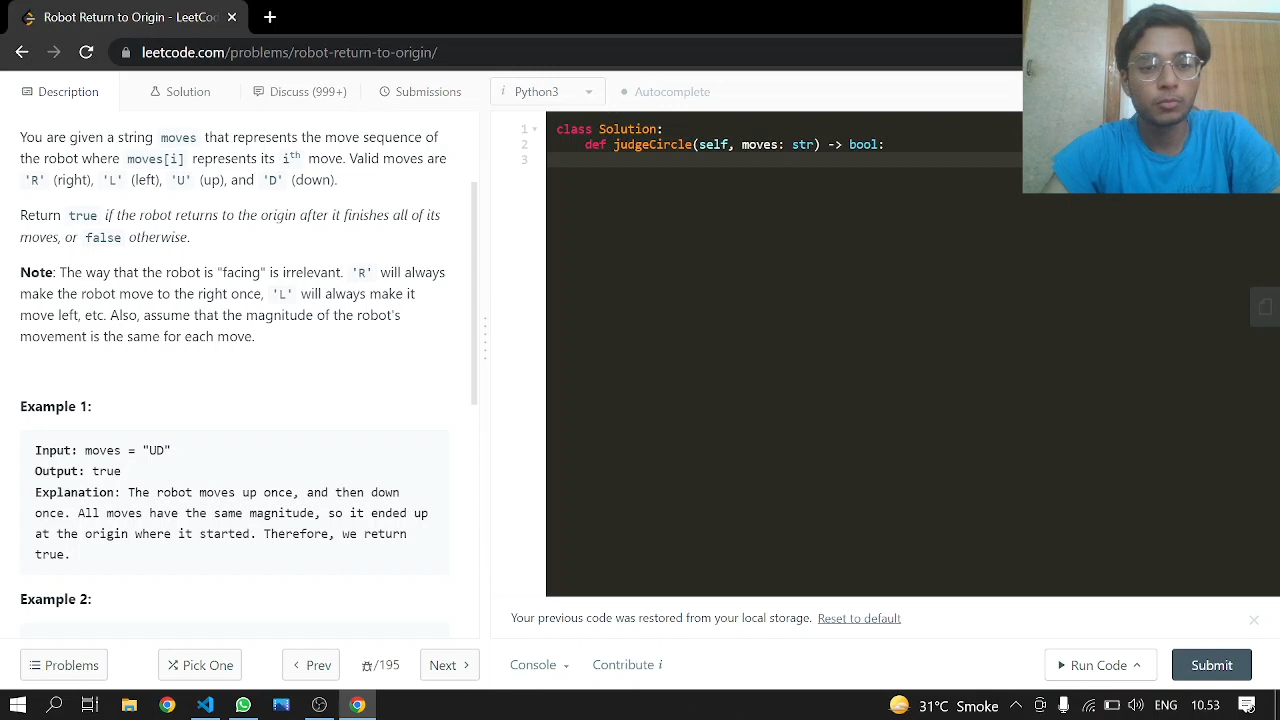 Robot Return to Origin - LeetCod
leetcode.com/problems/robot-return-to-origin/
Description
Solution
Discuss (999+)
Submissions
i Python3
Autocomplete
You are given a string moves that represents the move sequence of
the robot where moves[i] represents its ith move. Valid moves are
'R' (right), 'L' (left), 'U' (up), and 'D' (down).
Return true if the robot returns to the origin after it finishes all of its
moves, or false otherwise.
Note: The way that the robot is "facing" is irrelevant. 'R' will always
make the robot move to the right once, 'L' will always make it
move left, etc. Also, assume that the magnitude of the robot's
movement is the same for each move.
Example 1:
Input: moves = "UD"
Output: true
Explanation: The robot moves up once, and then down
once. All moves have the same magnitude, so it ended up
at the origin where it started. Therefore, we return
true.
Example 2:
1 class Solution:
2 def judgeCircle(self, moves: str) -> bool:
3
Your previous code was restored from your local storage. Reset to default
Problems
Pick One
Prev
/195
Next
Console
Contribute i
Run Code
Submit
31°C Smoke
ENG
10.53